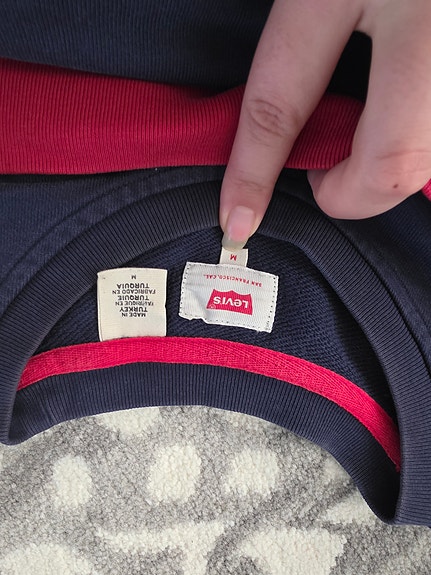 LEVI'S
SAN FRANCISCO, CAL.
M
M
MADE IN
TURKEY
FABRIQUE EN
TURQUIE
FABRICADO EN
TURQUIA